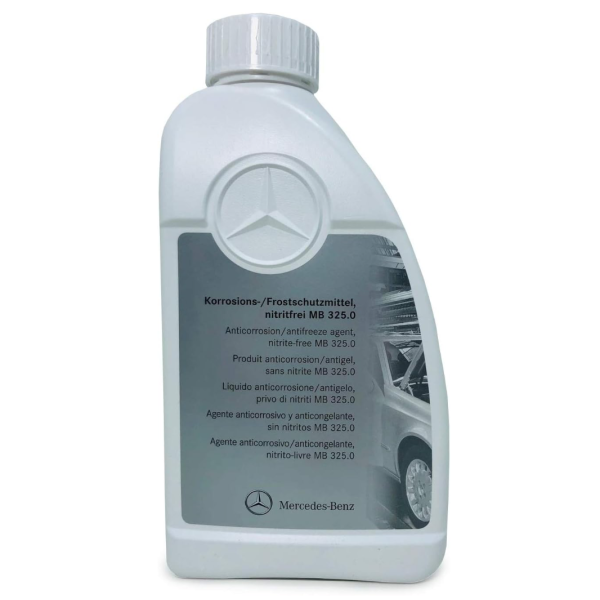 Korrosions-/Frostschutzmittel,
nitritfrei MB 325.0
Anticorrosion/antifreeze agent,
nitrite-free MB 325.0
Produit anticorrosion/antigel,
sans nitrite MB 325.0
Liquido anticorrosione/antigelo,
privo di nitriti MB 325.0
Agente anticorrosivo y anticongelante,
sin nitritos MB 325.0
Agente anticorrosivo/anticongelante,
nitrito-livre MB 325.0
Mercedes-Benz